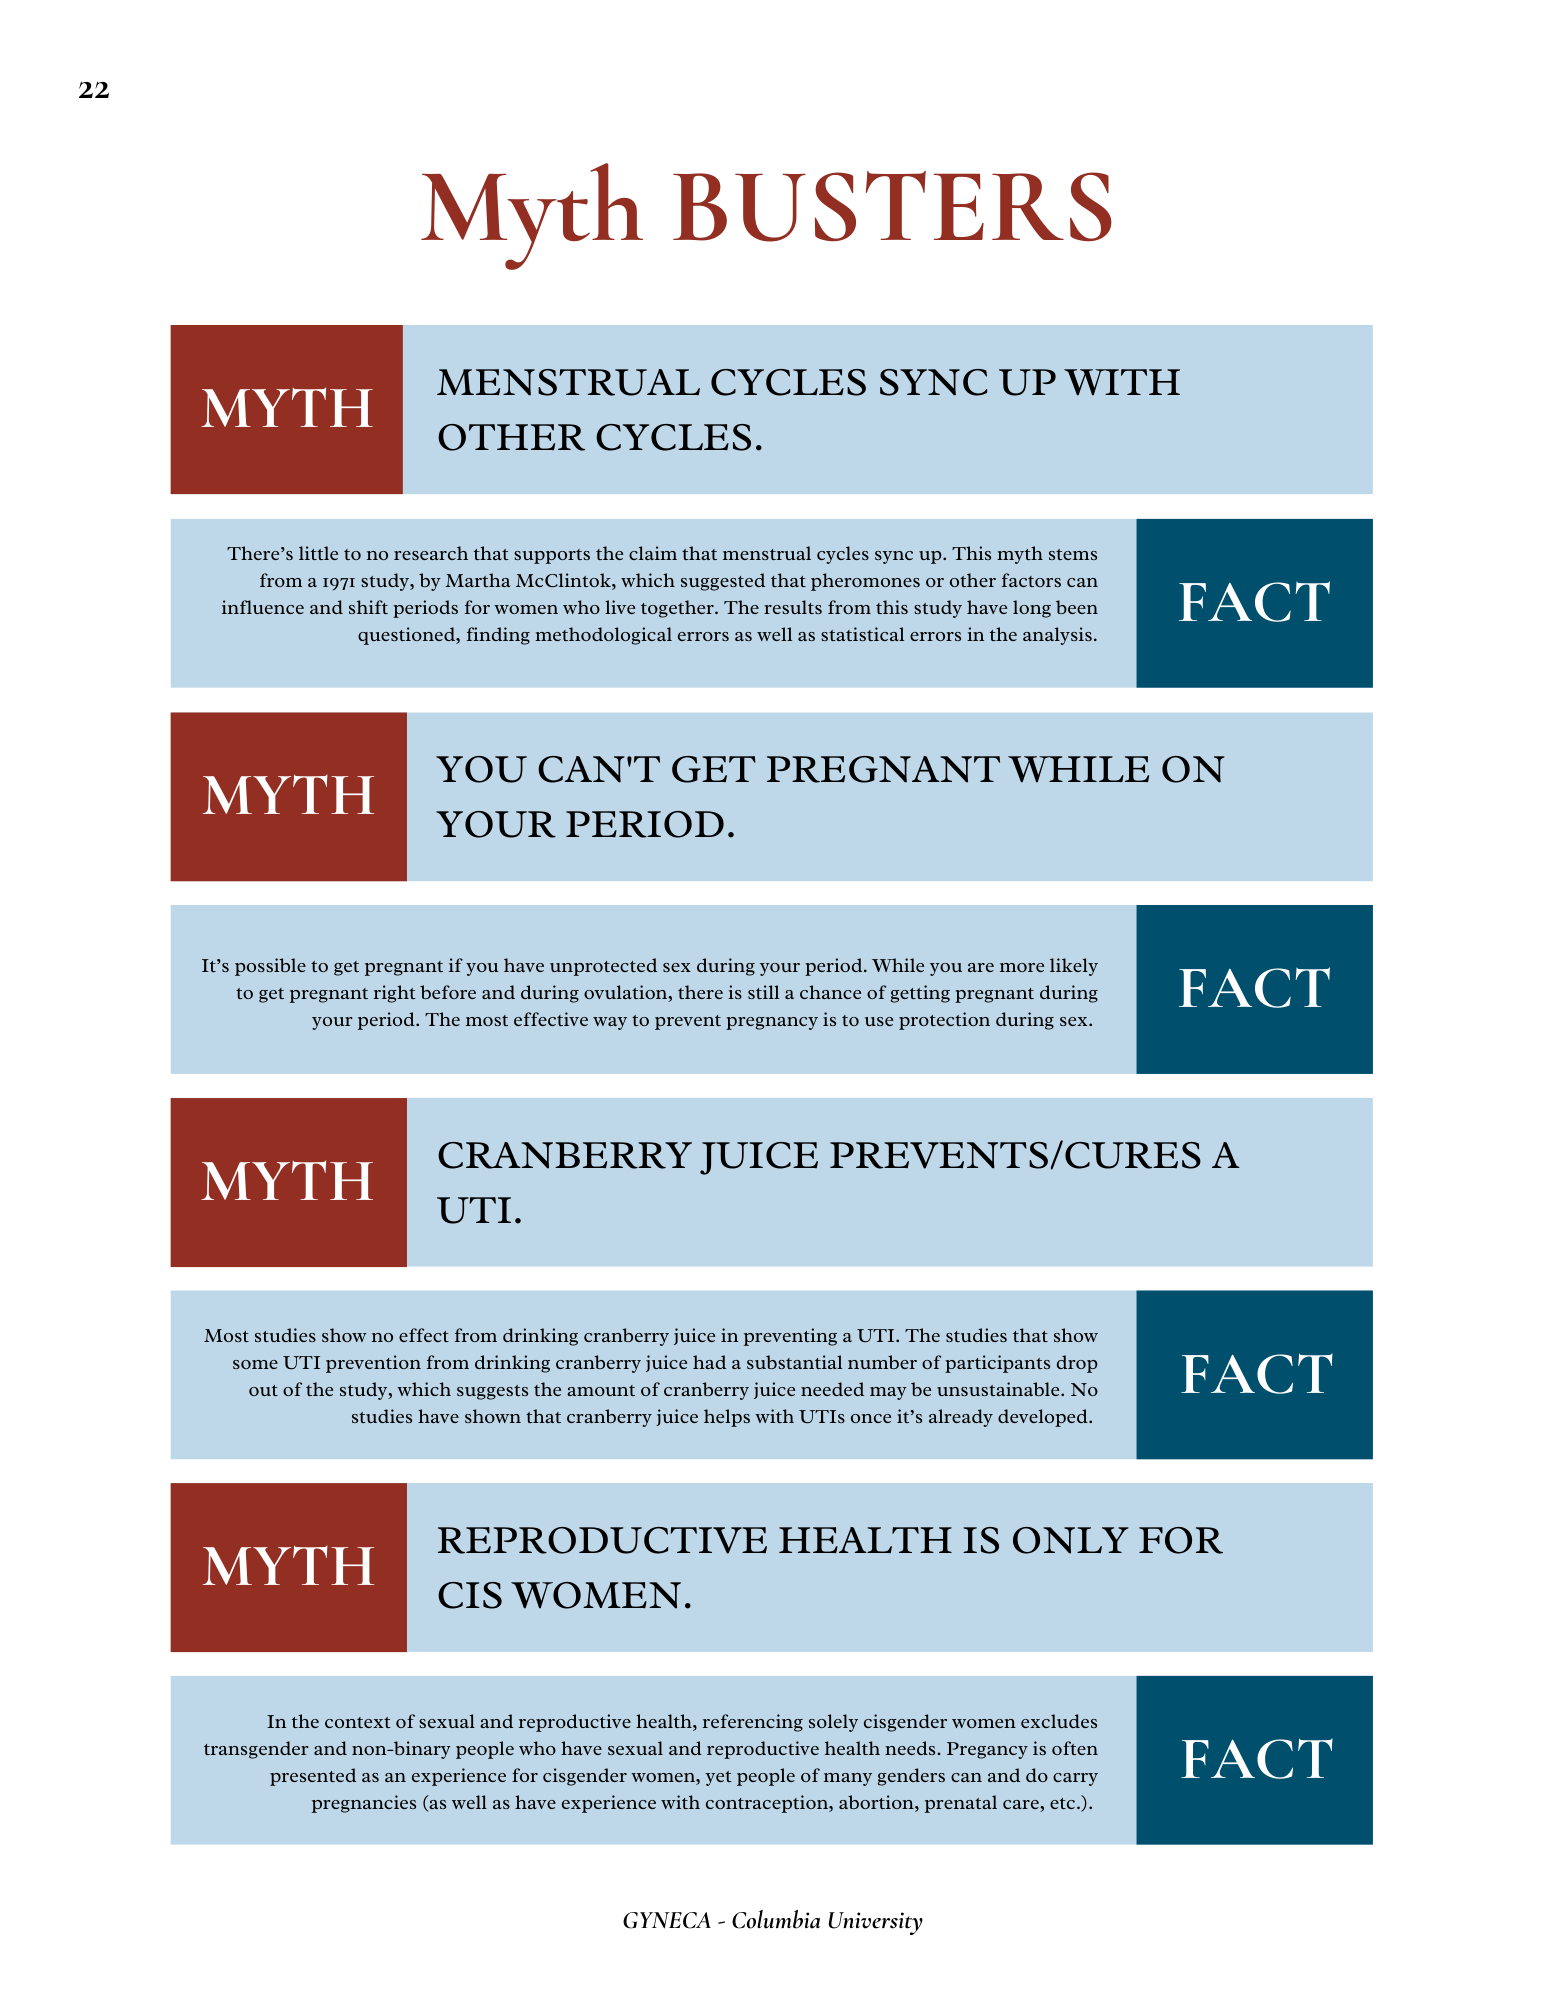 22
Myth BUSTERS
MYTH
MENSTRUAL CYCLES SYNC UP WITH
OTHER CYCLES.
There’s little to no research that supports the claim that menstrual cycles sync up. This myth stems
from a 1971 study, by Martha McClintok, which suggested that pheromones or other factors can
influence and shift periods for women who live together. The results from this study have long been
questioned, finding methodological errors as well as statistical errors in the analysis.
FACT
MYTH
YOU CAN'T GET PREGNANT WHILE ON
YOUR PERIOD.
It’s possible to get pregnant if you have unprotected sex during your period. While you are more likely
to get pregnant right before and during ovulation, there is still a chance of getting pregnant during
your period. The most effective way to prevent pregnancy is to use protection during sex.
FACT
MYTH
CRANBERRY JUICE PREVENTS/CURES A
UTI.
Most studies show no effect from drinking cranberry juice in preventing a UTI. The studies that show
some UTI prevention from drinking cranberry juice had a substantial number of participants drop
out of the study, which suggests the amount of cranberry juice needed may be unsustainable. No
studies have shown that cranberry juice helps with UTIs once it’s already developed.
FACT
MYTH
REPRODUCTIVE HEALTH IS ONLY FOR
CIS WOMEN.
In the context of sexual and reproductive health, referencing solely cisgender women excludes
transgender and non-binary people who have sexual and reproductive health needs. Pregancy is often
presented as an experience for cisgender women, yet people of many genders can and do carry
pregnancies (as well as have experience with contraception, abortion, prenatal care, etc.).
FACT
GYNECA - Columbia University